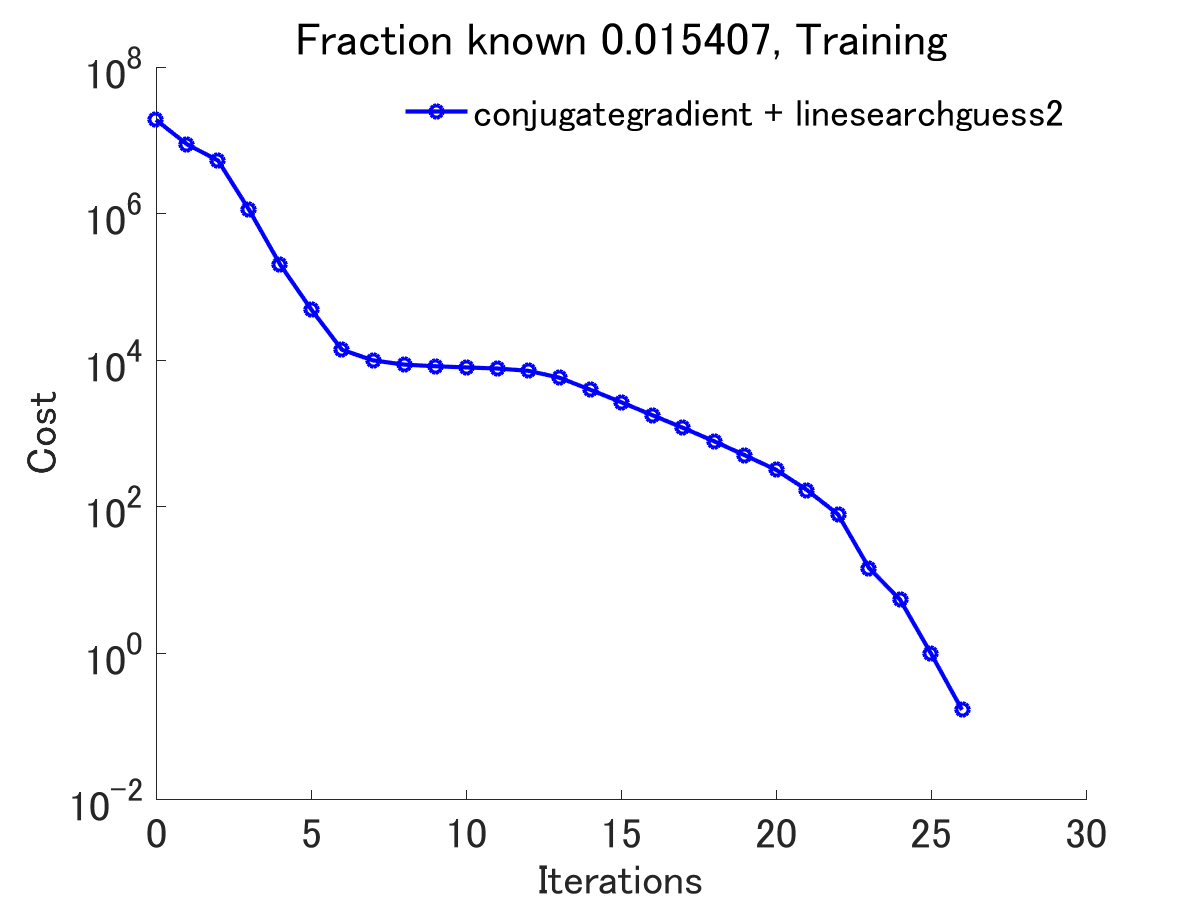 Fraction known 0.015407, Training
conjugategradient + linesearchguess2
10^8
10^6
10^4
10^2
10^0
10^-2
Cost
0 5 10 15 20 25 30
Iterations